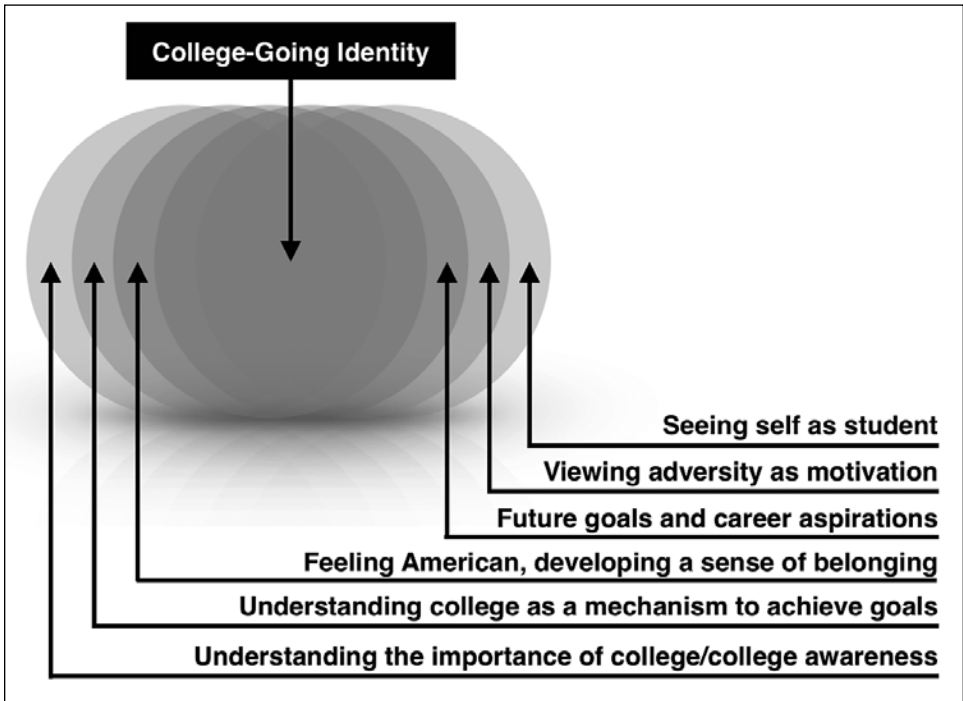 College-Going Identity
Seeing self as student
Viewing adversity as motivation
Future goals and career aspirations
Feeling American, developing a sense of belonging
Understanding college as a mechanism to achieve goals
Understanding the importance of college/college awareness